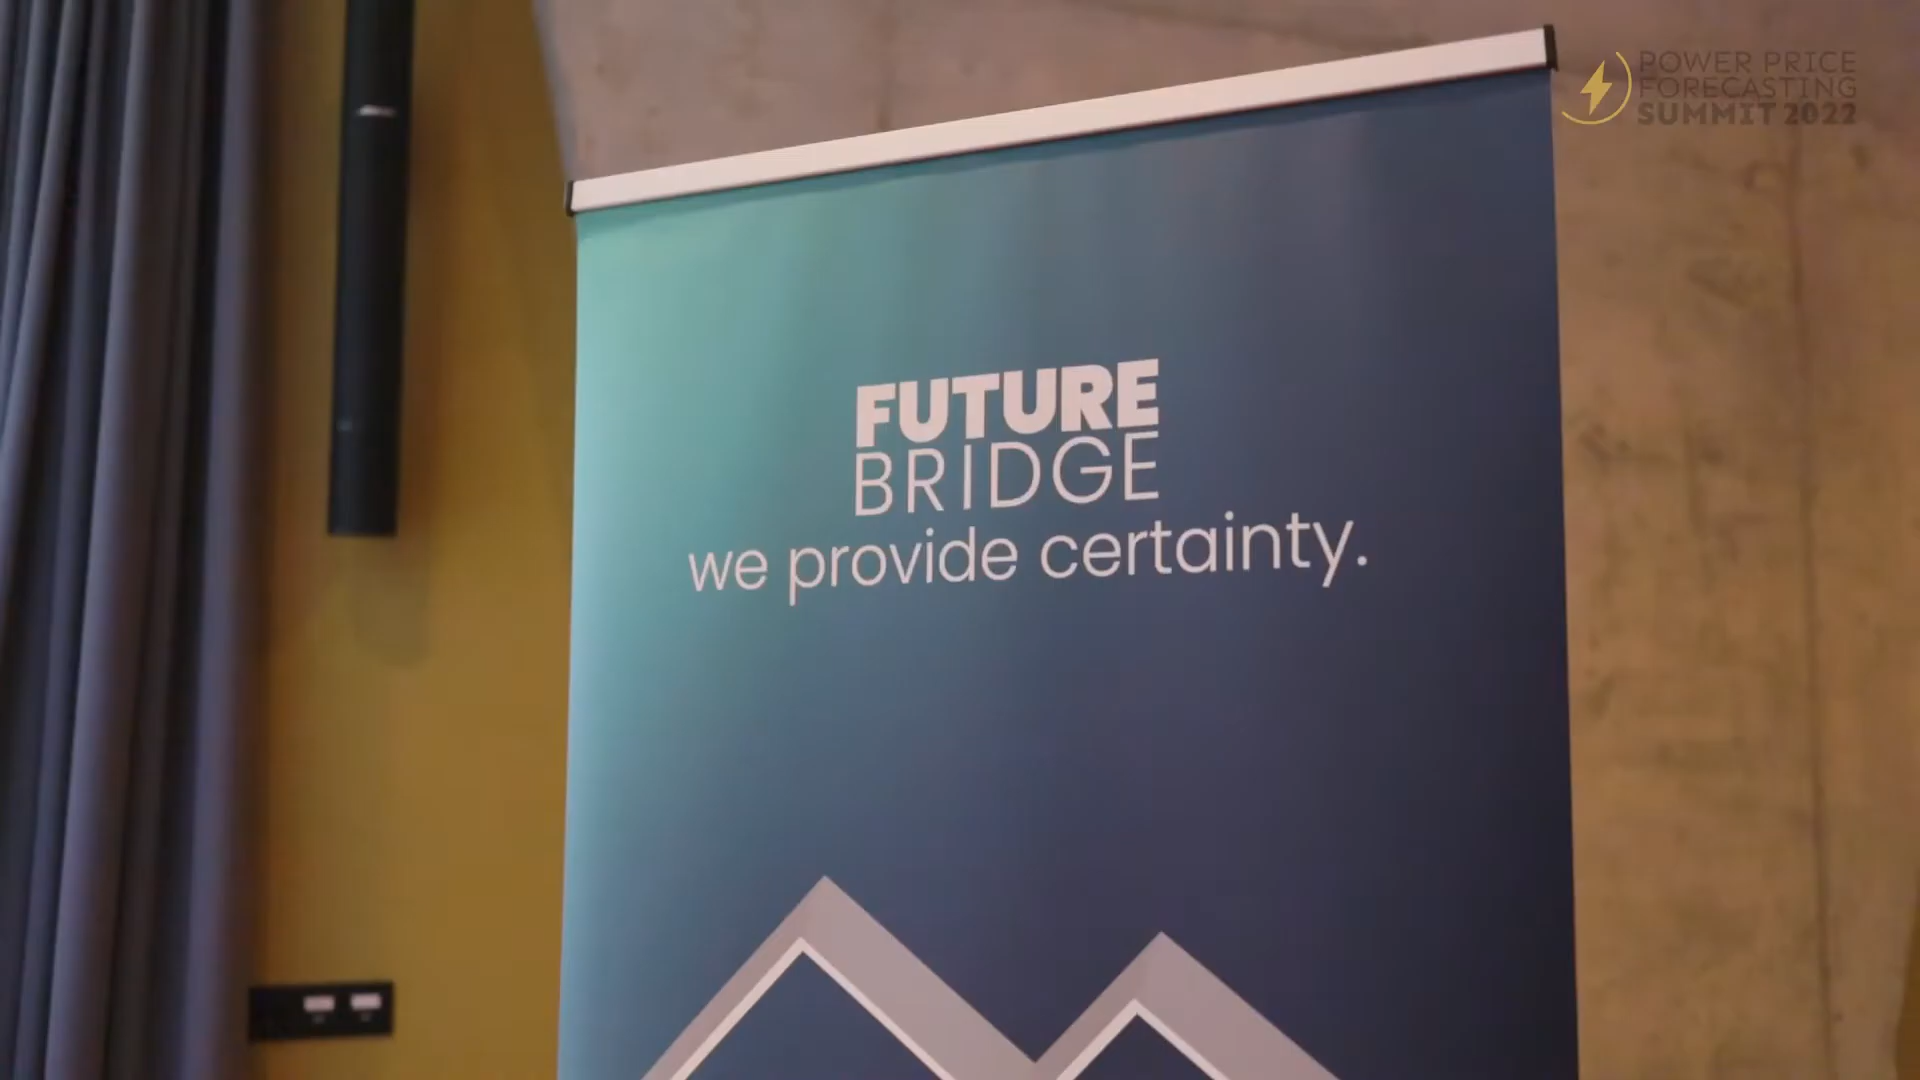 POWER PRICE
FORECASTING
SUMMIT 2022
FUTURE
BRIDGE
we provide certainty.